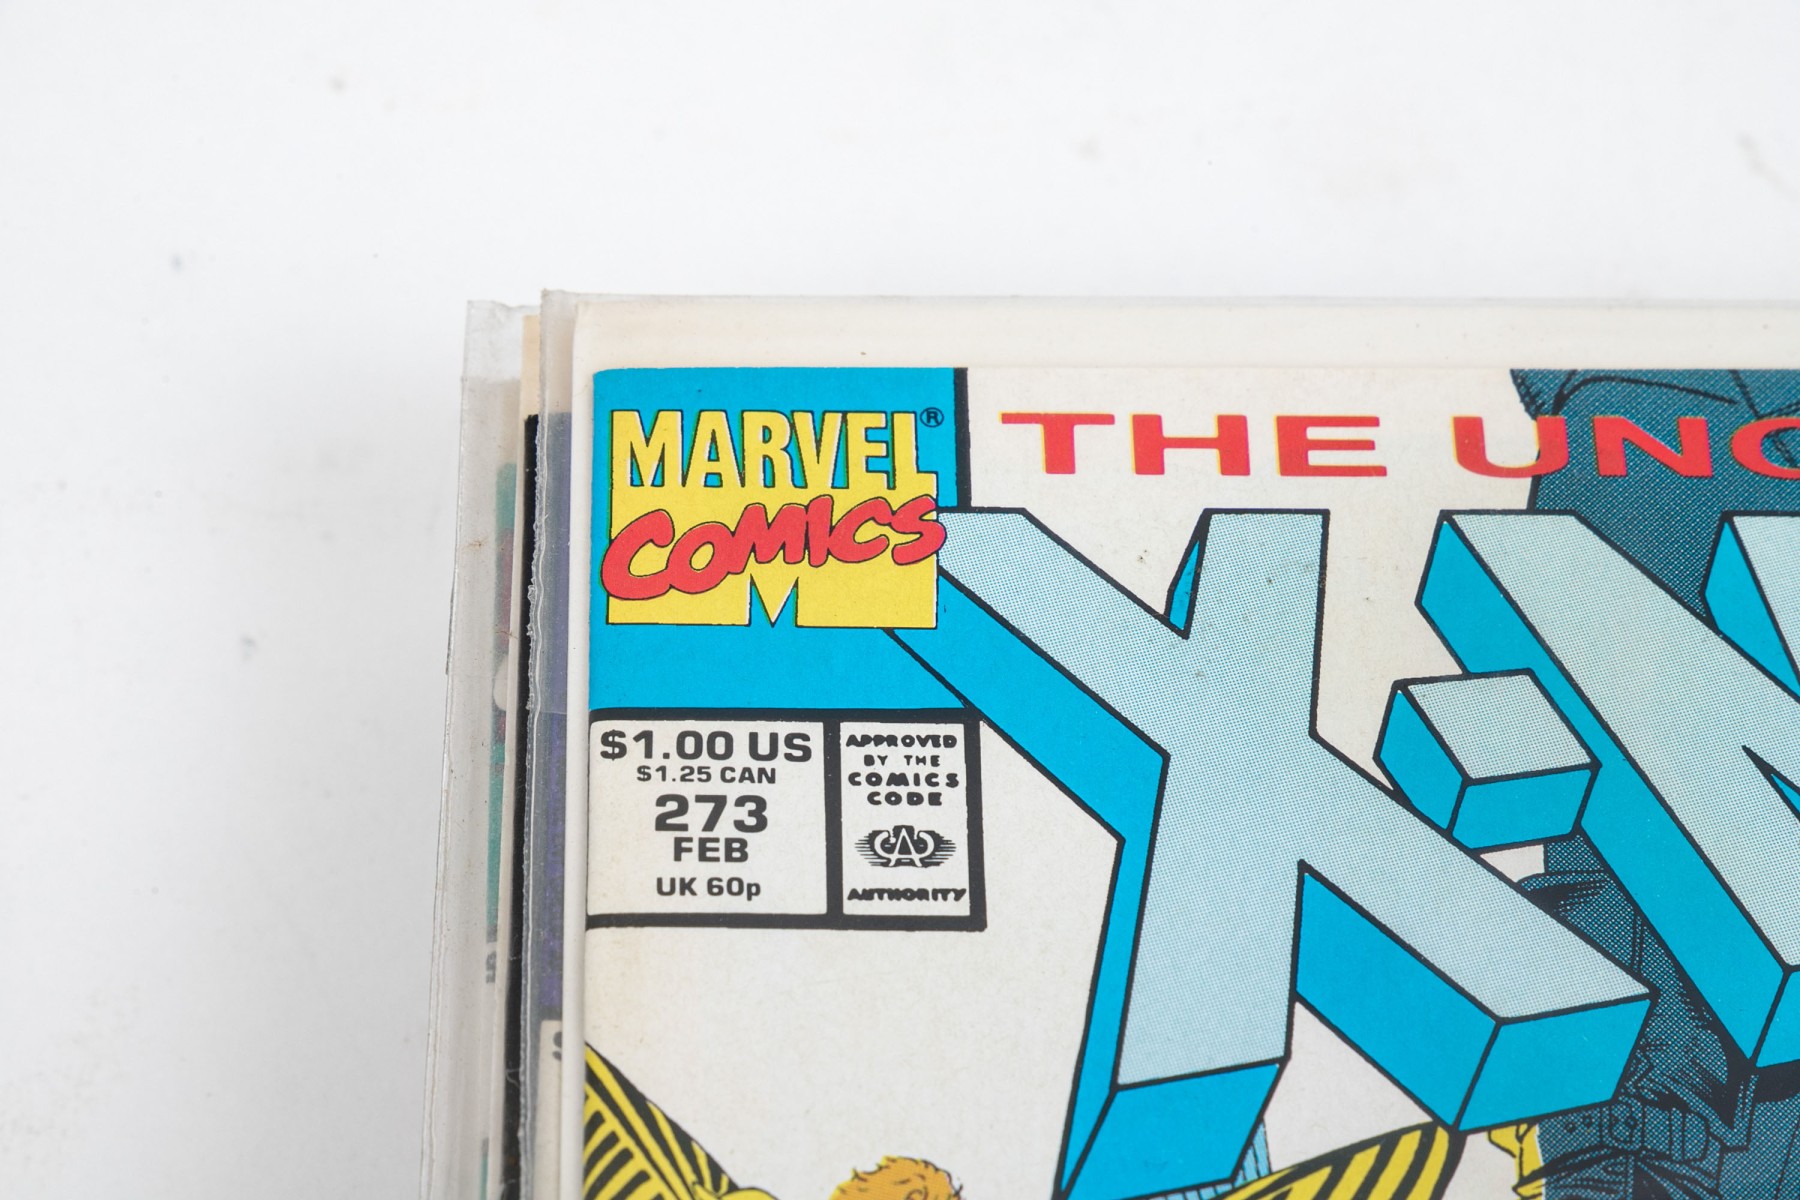 MARVEL®
COMICS
THE UNC
X-M
$1.00 US
$1.25 CAN
273
FEB
UK 60p
APPROVED
BY THE
COMICS
CODE
CA
AUTHORITY